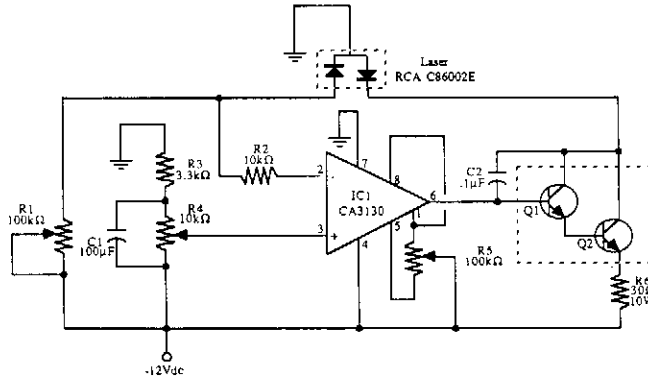 Laser
RCA C86002E
R2
10kΩ
R3
3.3kΩ
R4
10kΩ
R1
100kΩ
C1
100µF
2
-
7
8
IC1
CA3130
6
1
3
+
4
5
R5
100kΩ
C2
.1µF
Q1
Q2
R6
-12Vdc